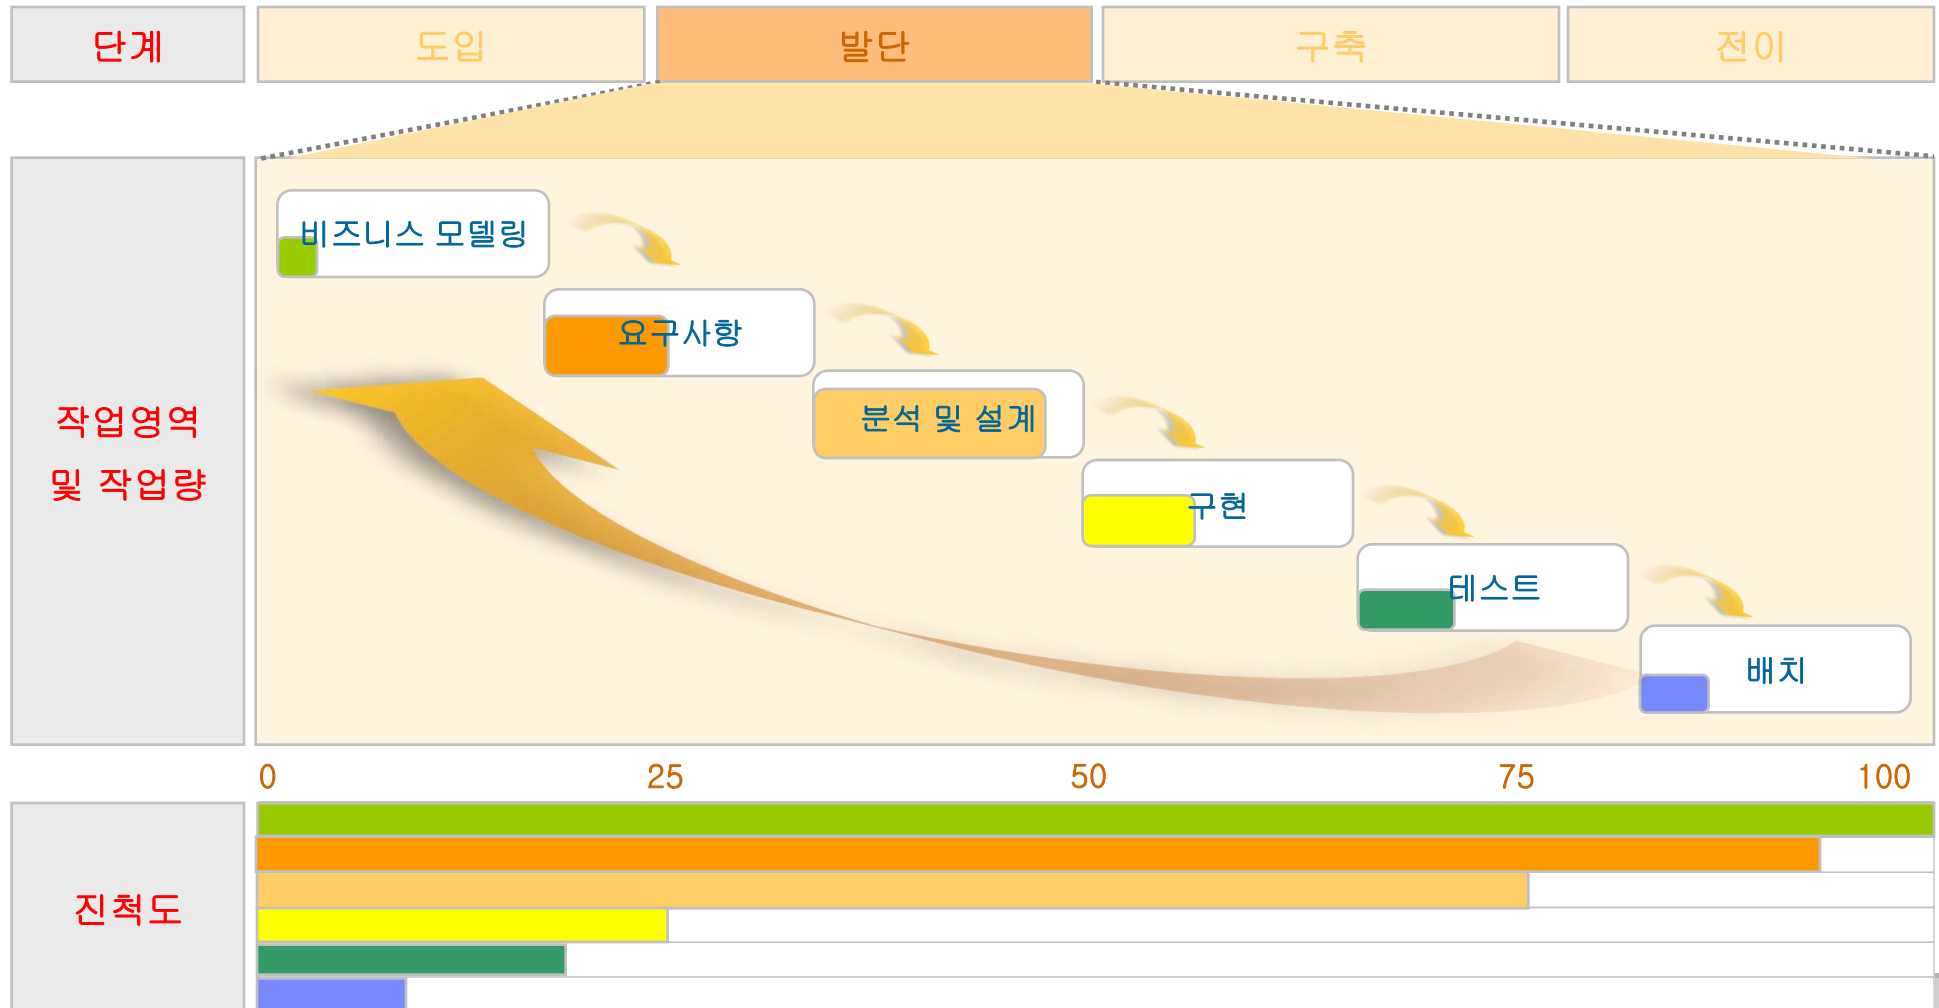 단계
도입
발단
구축
전이
작업영역
및 작업량
비즈니스 모델링
요구사항
분석 및 설계
구현
테스트
배치
0
25
50
75
100
진척도